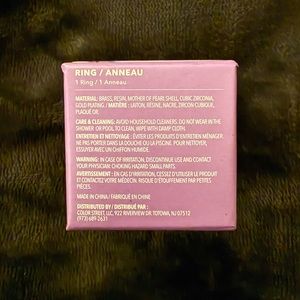 RING / ANNEAU
1 Ring / 1 Anneau
MATERIAL: BRASS, RESIN, MOTHER OF PEARL SHELL, CUBIC ZIRCONIA,
GOLD PLATING / MATIÈRE : LAITON, RÉSINE, NACRE, ZIRCON CUBIQUE,
PLAQUÉ OR.
CARE & CLEANING: AVOID HOUSEHOLD CLEANERS. DO NOT WEAR IN THE
SHOWER OR POOL. TO CLEAN, WIPE WITH DAMP CLOTH.
ENTRETIEN ET NETTOYAGE : ÉVITER LES PRODUITS D'ENTRETIEN MÉNAGER.
NE PAS PORTER DANS LA DOUCHE OU LA PISCINE. POUR NETTOYER,
ESSUYER AVEC UN CHIFFON HUMIDE.
WARNING: IN CASE OF IRRITATION, DISCONTINUE USE AND CONTACT
YOUR PHYSICIAN. CHOKING HAZARD SMALL PARTS.
AVERTISSEMENT : EN CAS D'IRRITATION, CESSEZ D'UTILISER LE PRODUIT
ET CONTACTEZ VOTRE MÉDECIN. RISQUE D'ÉTOUFFEMENT PAR PETITES
PIÈCES.
MADE IN CHINA / FABRIQUÉ EN CHINE
DISTRIBUTED BY / DISTRIBUÉ PAR :
COLOR STREET, LLC, 922 RIVERVIEW DR TOTOWA, NJ 07512
(973) 689-2631